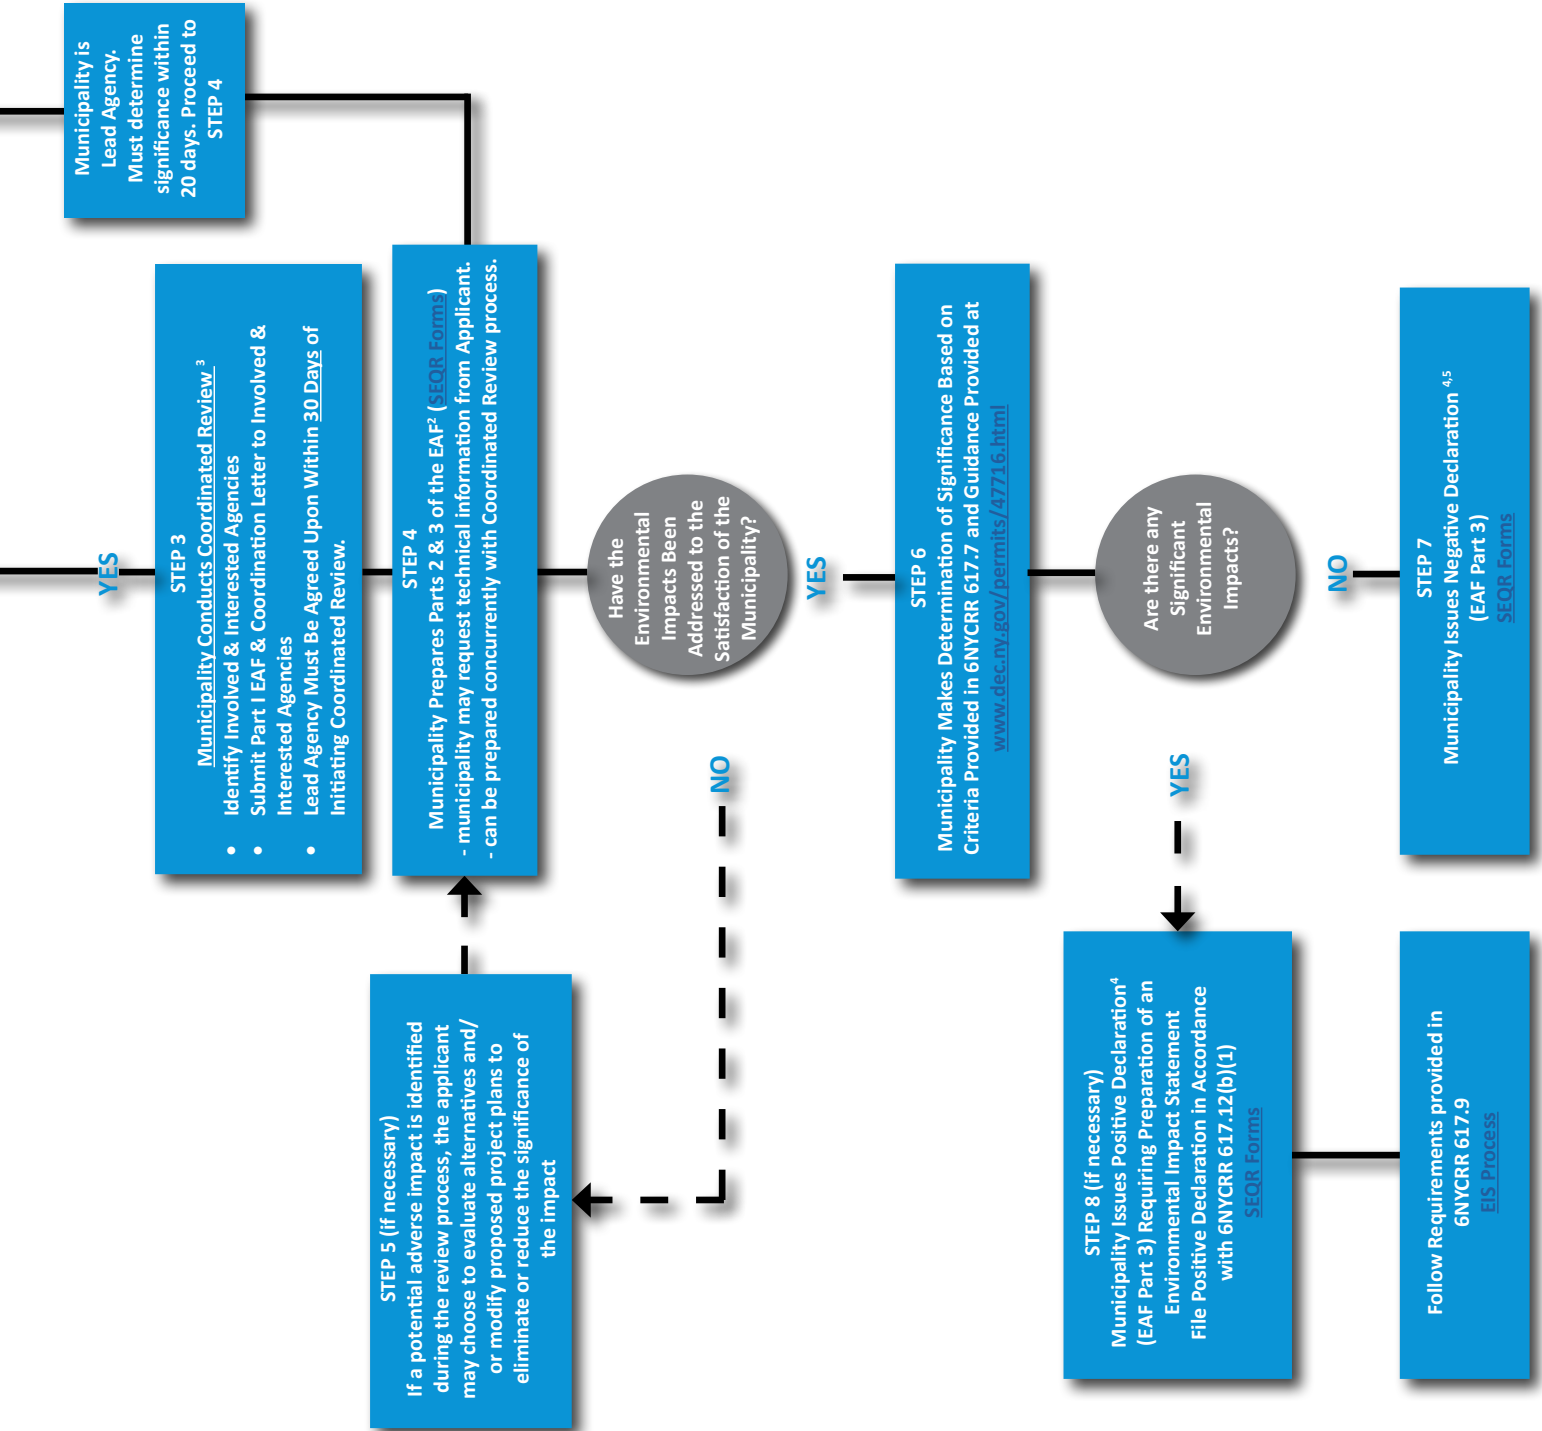 Municipality is
Lead Agency.
Must determine
significance within
20 days. Proceed to
STEP 4
YES
STEP 3
Municipality Conducts Coordinated Review ³
• Identify Involved & Interested Agencies
• Submit Part I EAF & Coordination Letter to Involved &
Interested Agencies
• Lead Agency Must Be Agreed Upon Within 30 Days of
Initiating Coordinated Review.
STEP 4
Municipality Prepares Parts 2 & 3 of the EAF² (SEQR Forms)
- municipality may request technical information from Applicant.
- can be prepared concurrently with Coordinated Review process.
Have the
Environmental
Impacts Been
Addressed to the
Satisfaction of the
Municipality?
NO
STEP 5 (if necessary)
If a potential adverse impact is identified
during the review process, the applicant
may choose to evaluate alternatives and/
or modify proposed project plans to
eliminate or reduce the significance of
the impact
YES
STEP 6
Municipality Makes Determination of Significance Based on
Criteria Provided in 6NYCRR 617.7 and Guidance Provided at
www.dec.ny.gov/permits/47716.html
Are there any
Significant
Environmental
Impacts?
YES
STEP 8 (if necessary)
Municipality Issues Positive Declaration⁴
(EAF Part 3) Requiring Preparation of an
Environmental Impact Statement
File Positive Declaration in Accordance
with 6NYCRR 617.12(b)(1)
SEQR Forms
Follow Requirements provided in
6NYCRR 617.9
EIS Process
NO
STEP 7
Municipality Issues Negative Declaration ⁴,⁵
(EAF Part 3)
SEQR Forms